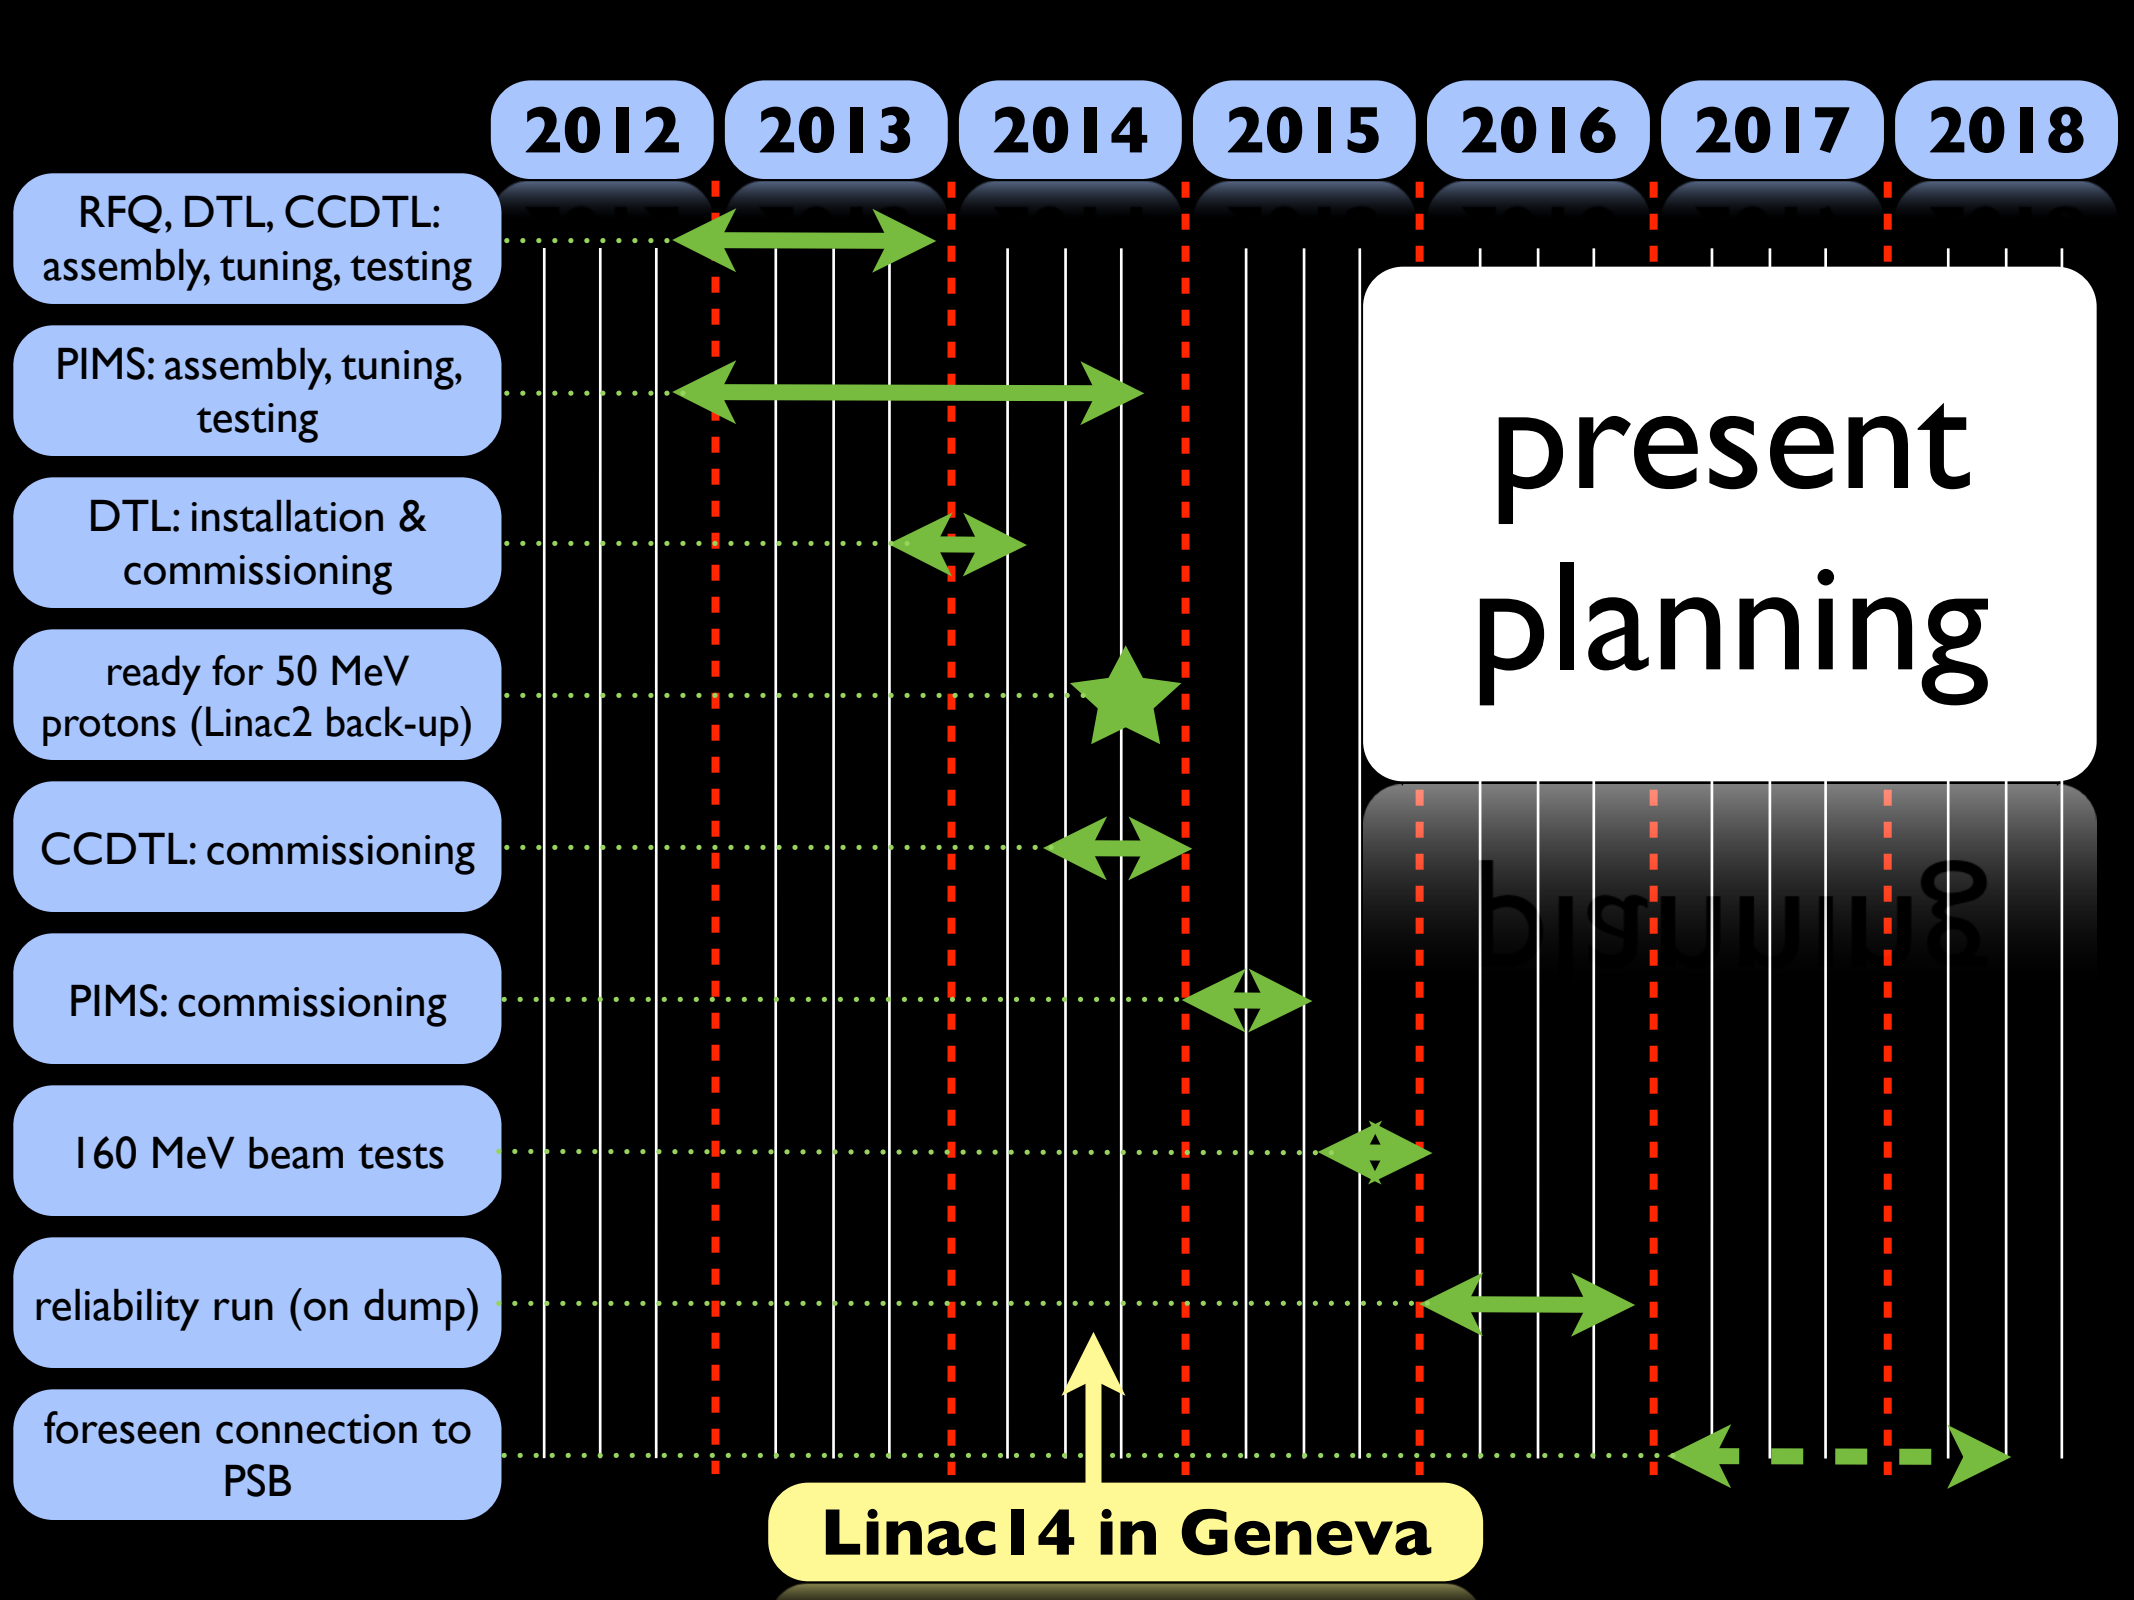 2012 2013 2014 2015 2016 2017 2018
RFQ, DTL, CCDTL:
assembly, tuning, testing
PIMS: assembly, tuning,
testing
DTL: installation &
commissioning
ready for 50 MeV
protons (Linac2 back-up)
CCDTL: commissioning
PIMS: commissioning
160 MeV beam tests
reliability run (on dump)
foreseen connection to
PSB
present
planning
Linac14 in Geneva